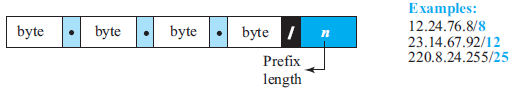 byte • byte • byte • byte / n
Prefix
length
Examples:
12.24.76.8/8
23.14.67.92/12
220.8.24.255/25